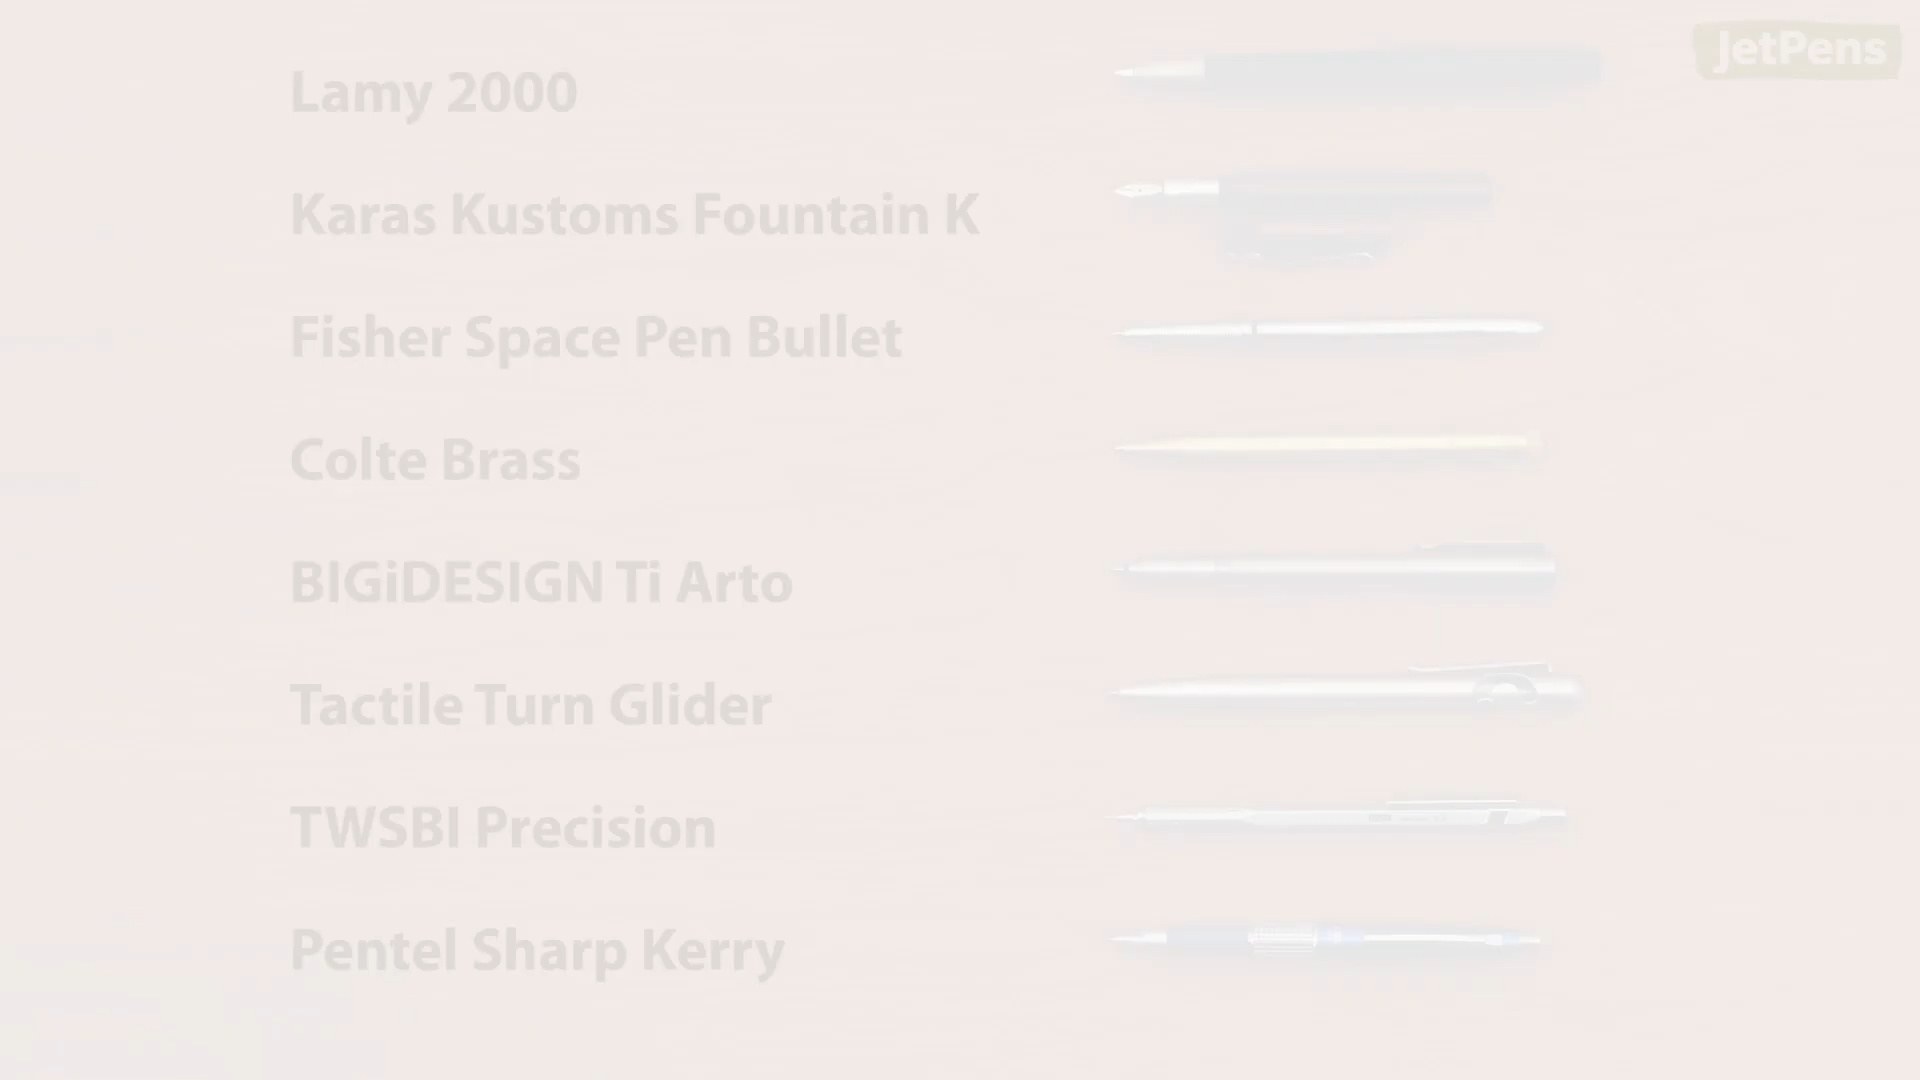 JetPens
Lamy 2000
Karas Kustoms Fountain K
Fisher Space Pen Bullet
Colte Brass
BIGiDESIGN Ti Arto
Tactile Turn Glider
TWSBI Precision
Pentel Sharp Kerry